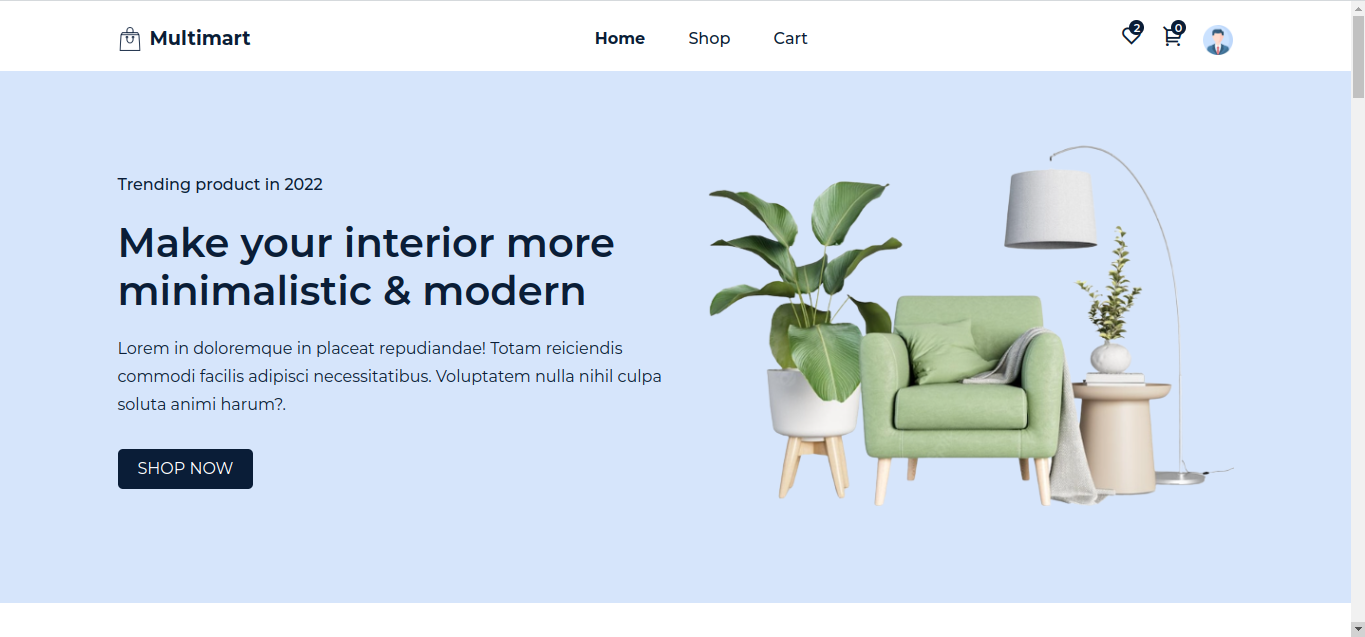 Multimart
Home
Shop
Cart
2
0
Trending product in 2022
Make your interior more
minimalistic & modern
Lorem in doloremque in placeat repudiandae! Totam reiciendis
commodi facilis adipisci necessitatibus. Voluptatem nulla nihil culpa
soluta animi harum?.
SHOP NOW